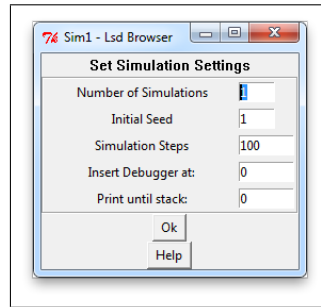 Sim1 - Lsd Browser
Set Simulation Settings
Number of Simulations 1
Initial Seed 1
Simulation Steps 100
Insert Debugger at: 0
Print until stack: 0
Ok
Help